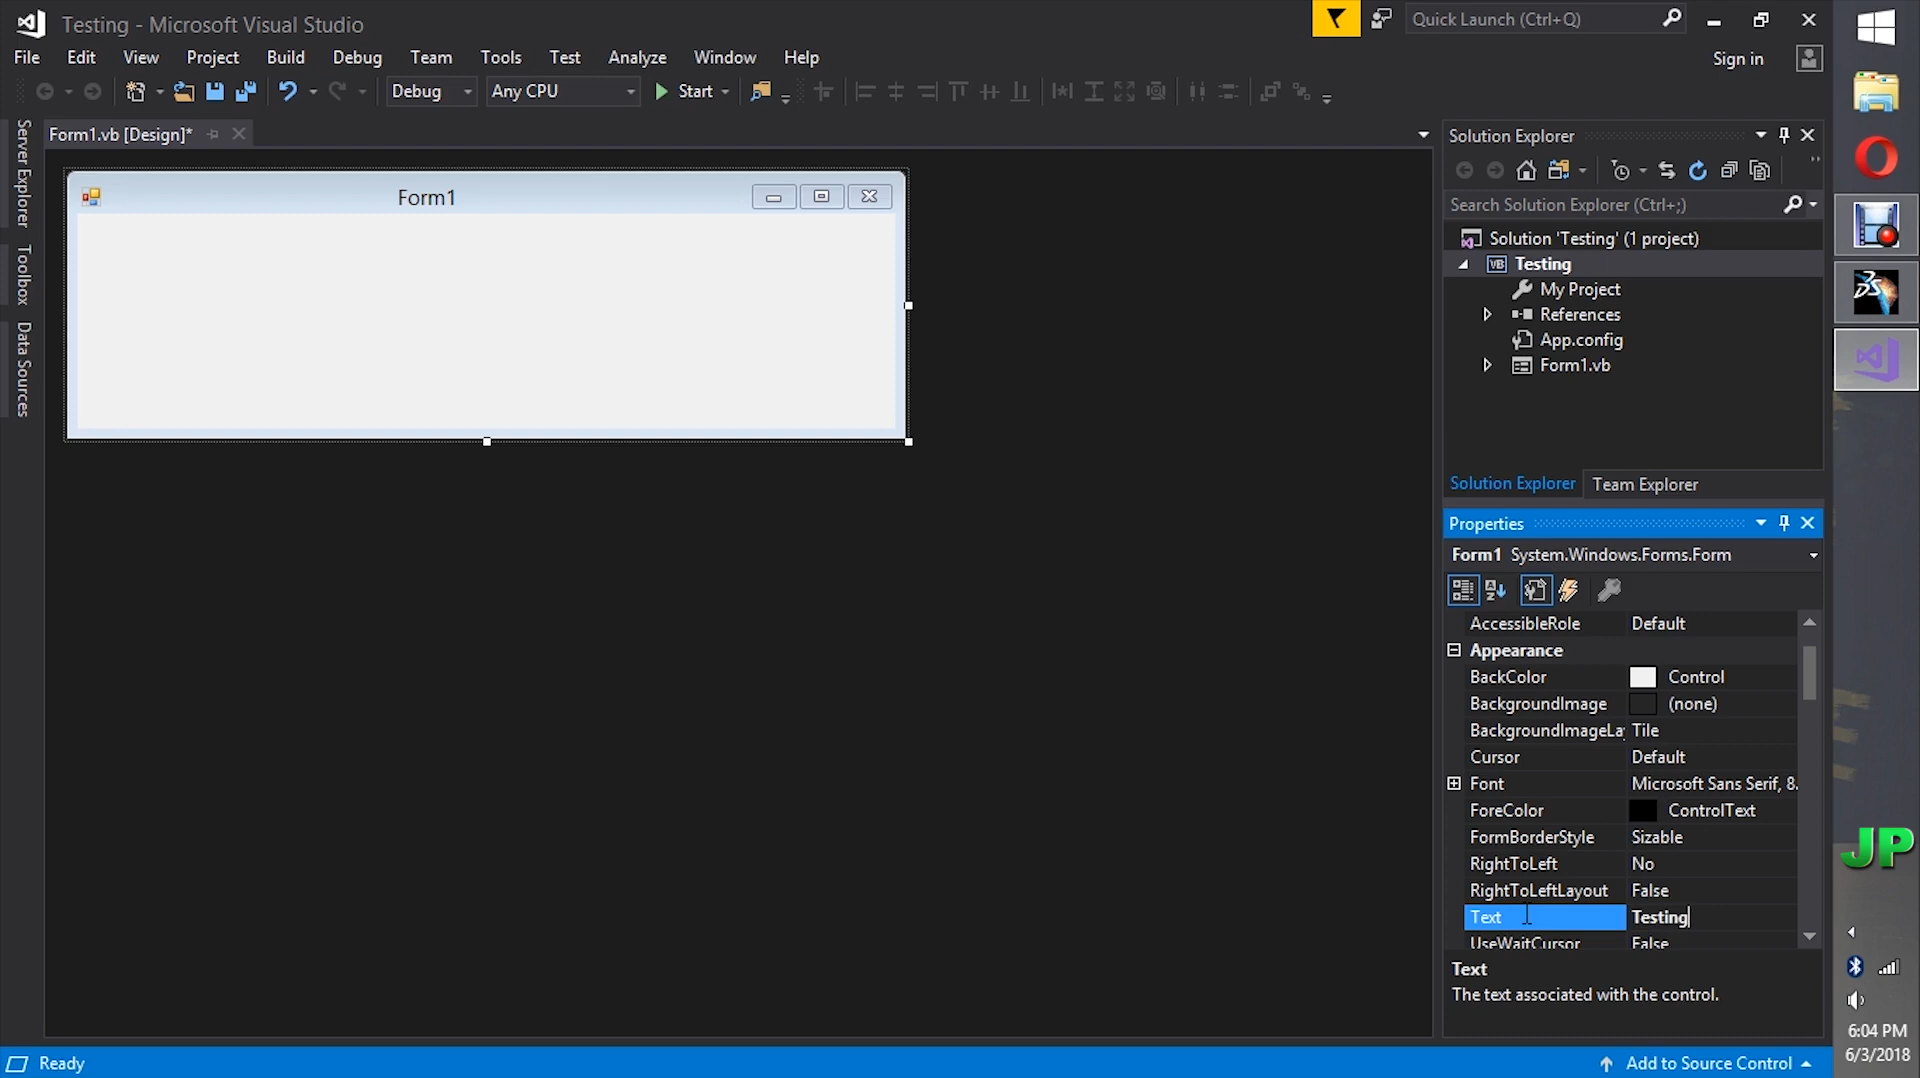 Testing - Microsoft Visual Studio
Quick Launch (Ctrl+Q)
File Edit View Project Build Debug Team Tools Test Analyze Window Help
Sign in
Debug Any CPU Start
Server Explorer
Toolbox
Data Sources
Form1.vb [Design]*
Form1
Solution Explorer
Search Solution Explorer (Ctrl+;)
Solution 'Testing' (1 project)
VB Testing
My Project
References
App.config
Form1.vb
Solution Explorer Team Explorer
Properties
Form1 System.Windows.Forms.Form
AccessibleRole Default
Appearance
BackColor Control
BackgroundImage (none)
BackgroundImageLay Tile
Cursor Default
Font Microsoft Sans Serif, 8.
ForeColor ControlText
FormBorderStyle Sizable
RightToLeft No
RightToLeftLayout False
Text Testing
UseWaitCursor False
Text
The text associated with the control.
Ready
Add to Source Control
JP
6:04 PM
6/3/2018